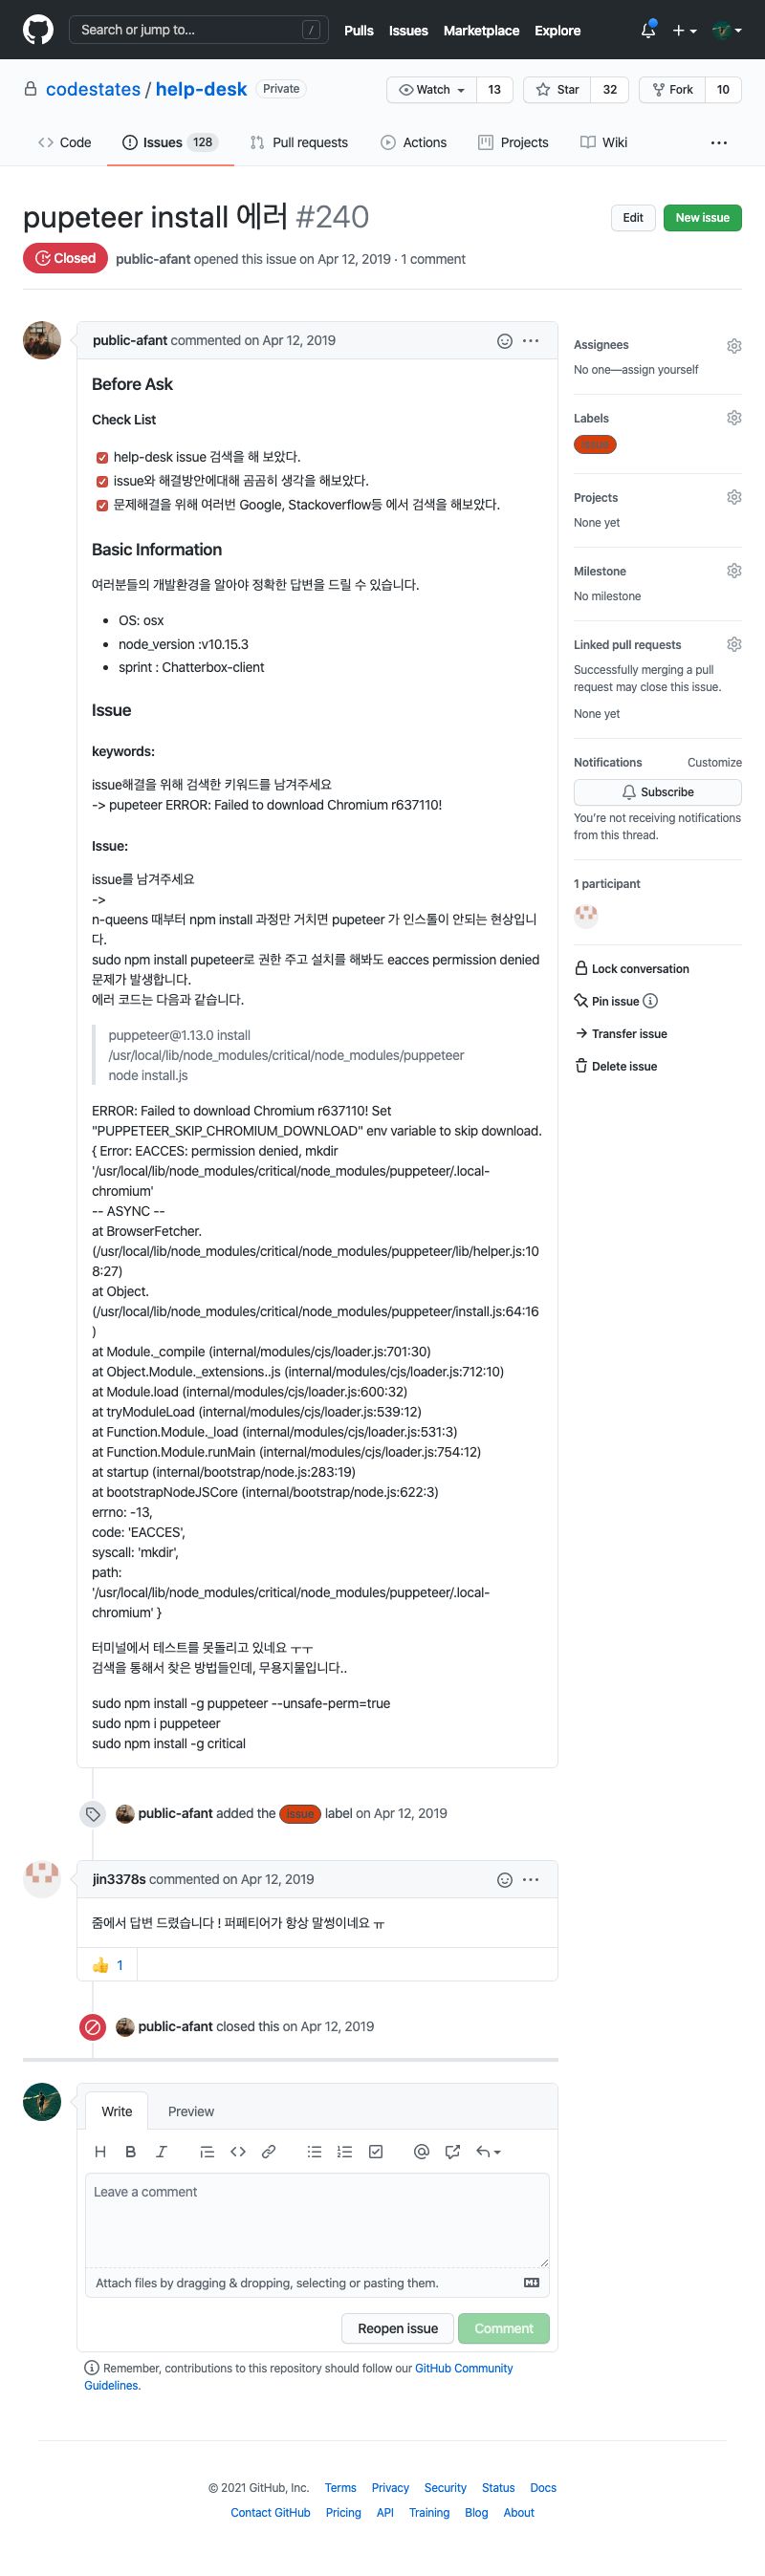 Search or jump to...
/
Pulls
Issues
Marketplace
Explore
codestates / help-desk
Private
Watch
13
Star
32
Fork
10
Code
Issues 128
Pull requests
Actions
Projects
Wiki
pupeteer install 에러 #240
Edit
New issue
Closed
public-afant opened this issue on Apr 12, 2019 · 1 comment
public-afant commented on Apr 12, 2019
Before Ask
Check List
help-desk issue 검색을 해 보았다.
issue와 해결방안에대해 곰곰히 생각을 해보았다.
문제해결을 위해 여러번 Google, Stackoverflow등 에서 검색을 해보았다.
Basic Information
여러분들의 개발환경을 알아야 정확한 답변을 드릴 수 있습니다.
OS: osx
node_version :v10.15.3
sprint : Chatterbox-client
Issue
keywords:
issue해결을 위해 검색한 키워드를 남겨주세요
-> pupeteer ERROR: Failed to download Chromium r637110!
Issue:
issue를 남겨주세요
->
n-queens 때부터 npm install 과정만 거치면 pupeteer 가 인스톨이 안되는 현상입니
다.
sudo npm install pupeteer로 권한 주고 설치를 해봐도 eacces permission denied
문제가 발생합니다.
에러 코드는 다음과 같습니다.
puppeteer@1.13.0 install
/usr/local/lib/node_modules/critical/node_modules/puppeteer
node install.js
ERROR: Failed to download Chromium r637110! Set
"PUPPETEER_SKIP_CHROMIUM_DOWNLOAD" env variable to skip download.
{ Error: EACCES: permission denied, mkdir
'/usr/local/lib/node_modules/critical/node_modules/puppeteer/.local-
chromium'
-- ASYNC --
at BrowserFetcher.
(/usr/local/lib/node_modules/critical/node_modules/puppeteer/lib/helper.js:10
8:27)
at Object.
(/usr/local/lib/node_modules/critical/node_modules/puppeteer/install.js:64:16
)
at Module._compile (internal/modules/cjs/loader.js:701:30)
at Object.Module._extensions..js (internal/modules/cjs/loader.js:712:10)
at Module.load (internal/modules/cjs/loader.js:600:32)
at tryModuleLoad (internal/modules/cjs/loader.js:539:12)
at Function.Module._load (internal/modules/cjs/loader.js:531:3)
at Function.Module.runMain (internal/modules/cjs/loader.js:754:12)
at startup (internal/bootstrap/node.js:283:19)
at bootstrapNodeJSCore (internal/bootstrap/node.js:622:3)
errno: -13,
code: 'EACCES',
syscall: 'mkdir',
path:
'/usr/local/lib/node_modules/critical/node_modules/puppeteer/.local-
chromium' }
터미널에서 테스트를 못돌리고 있네요 ㅜㅜ
검색을 통해서 찾은 방법들인데, 무용지물입니다..
sudo npm install -g puppeteer --unsafe-perm=true
sudo npm i puppeteer
sudo npm install -g critical
public-afant added the issue label on Apr 12, 2019
jin3378s commented on Apr 12, 2019
줌에서 답변 드렸습니다 ! 퍼페티어가 항상 말썽이네요 ㅠ
1
public-afant closed this on Apr 12, 2019
Write
Preview
Leave a comment
Attach files by dragging & dropping, selecting or pasting them.
Reopen issue
Comment
Remember, contributions to this repository should follow our GitHub Community
Guidelines.
Assignees
No one—assign yourself
Labels
issue
Projects
None yet
Milestone
No milestone
Linked pull requests
Successfully merging a pull
request may close this issue.
None yet
Notifications
Customize
Subscribe
You're not receiving notifications
from this thread.
1 participant
Lock conversation
Pin issue
Transfer issue
Delete issue
© 2021 GitHub, Inc.
Terms
Privacy
Security
Status
Docs
Contact GitHub
Pricing
API
Training
Blog
About